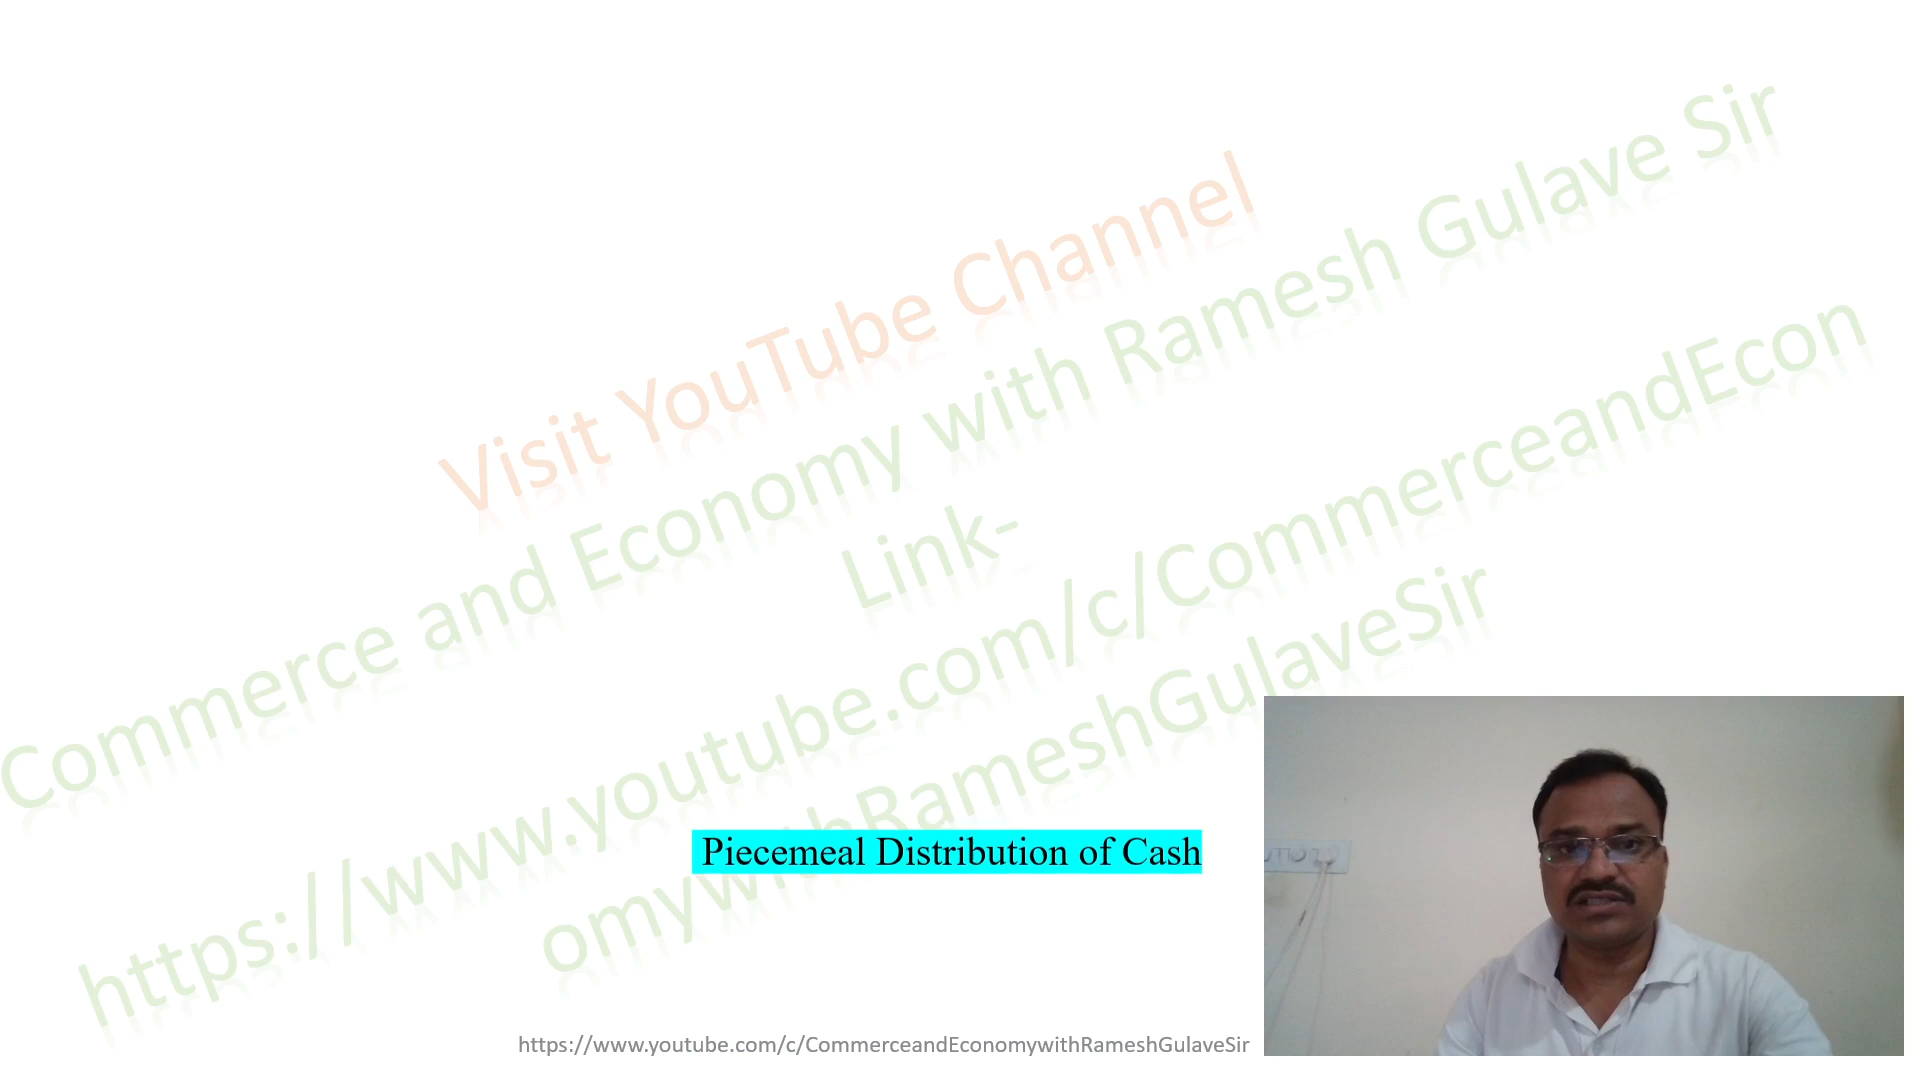 Visit YouTube Channel
Commerce and Economy with Ramesh Gulave Sir
Link-
https://www.youtube.com/c/CommerceandEcon
omywithRameshGulaveSir
Piecemeal Distribution of Cash
https://www.youtube.com/c/CommerceandEconomywithRameshGulaveSir